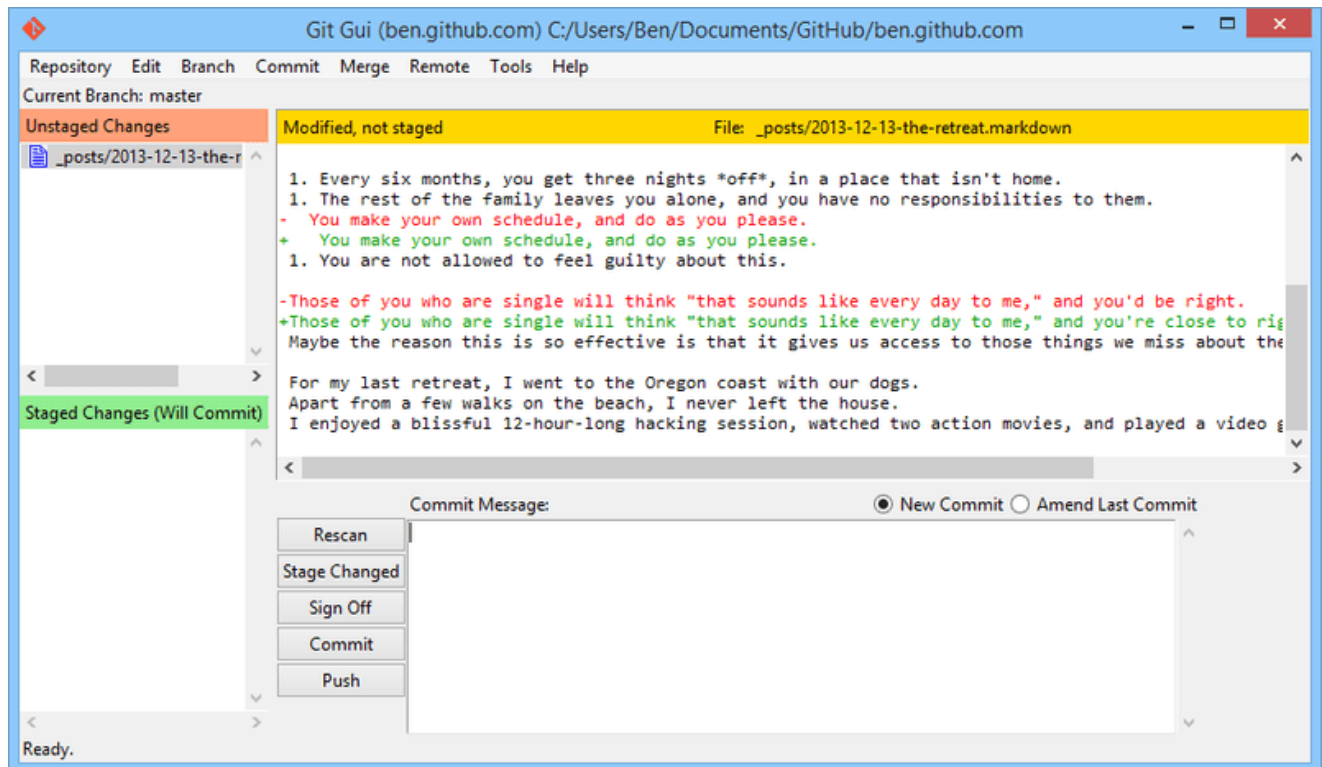 Git Gui (ben.github.com) C:/Users/Ben/Documents/GitHub/ben.github.com
Repository Edit Branch Commit Merge Remote Tools Help
Current Branch: master
Unstaged Changes
_posts/2013-12-13-the-r
Modified, not staged File: _posts/2013-12-13-the-retreat.markdown
1. Every six months, you get three nights *off*, in a place that isn't home.
1. The rest of the family leaves you alone, and you have no responsibilities to them.
-  You make your own schedule, and do as you please.
+   You make your own schedule, and do as you please.
1. You are not allowed to feel guilty about this.
-Those of you who are single will think "that sounds like every day to me," and you'd be right.
+Those of you who are single will think "that sounds like every day to me," and you're close to rig
Maybe the reason this is so effective is that it gives us access to those things we miss about the
For my last retreat, I went to the Oregon coast with our dogs.
Apart from a few walks on the beach, I never left the house.
I enjoyed a blissful 12-hour-long hacking session, watched two action movies, and played a video g
Staged Changes (Will Commit)
Commit Message: New Commit Amend Last Commit
Rescan
Stage Changed
Sign Off
Commit
Push
Ready.